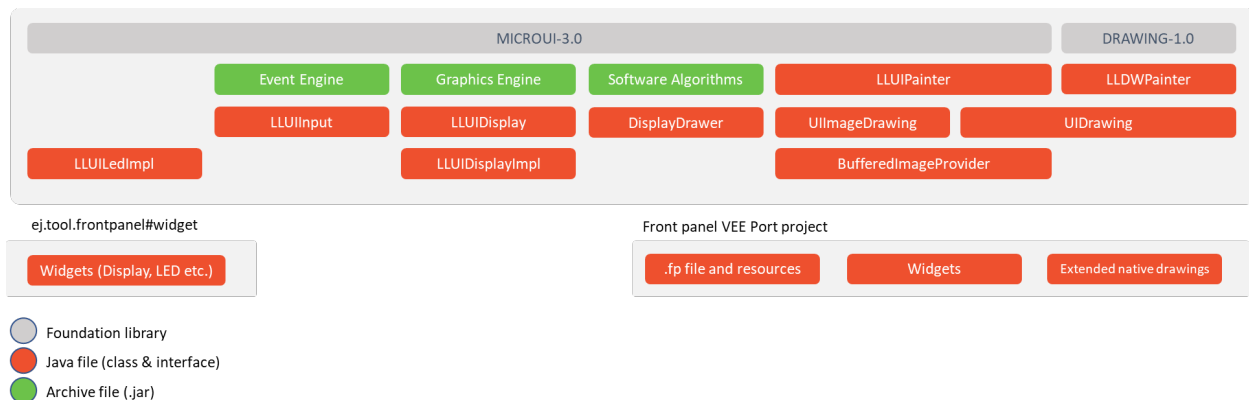 MICROUI-3.0
DRAWING-1.0
Event Engine
Graphics Engine
Software Algorithms
LLUIPainter
LLDWPainter
LLUIInput
LLUIDisplay
DisplayDrawer
UIImageDrawing
UIDrawing
LLUILedImpl
LLUIDisplayImpl
BufferedImageProvider
ej.tool.frontpanel#widget
Front panel VEE Port project
Widgets (Display, LED etc.)
.fp file and resources
Widgets
Extended native drawings
Foundation library
Java file (class & interface)
Archive file (.jar)